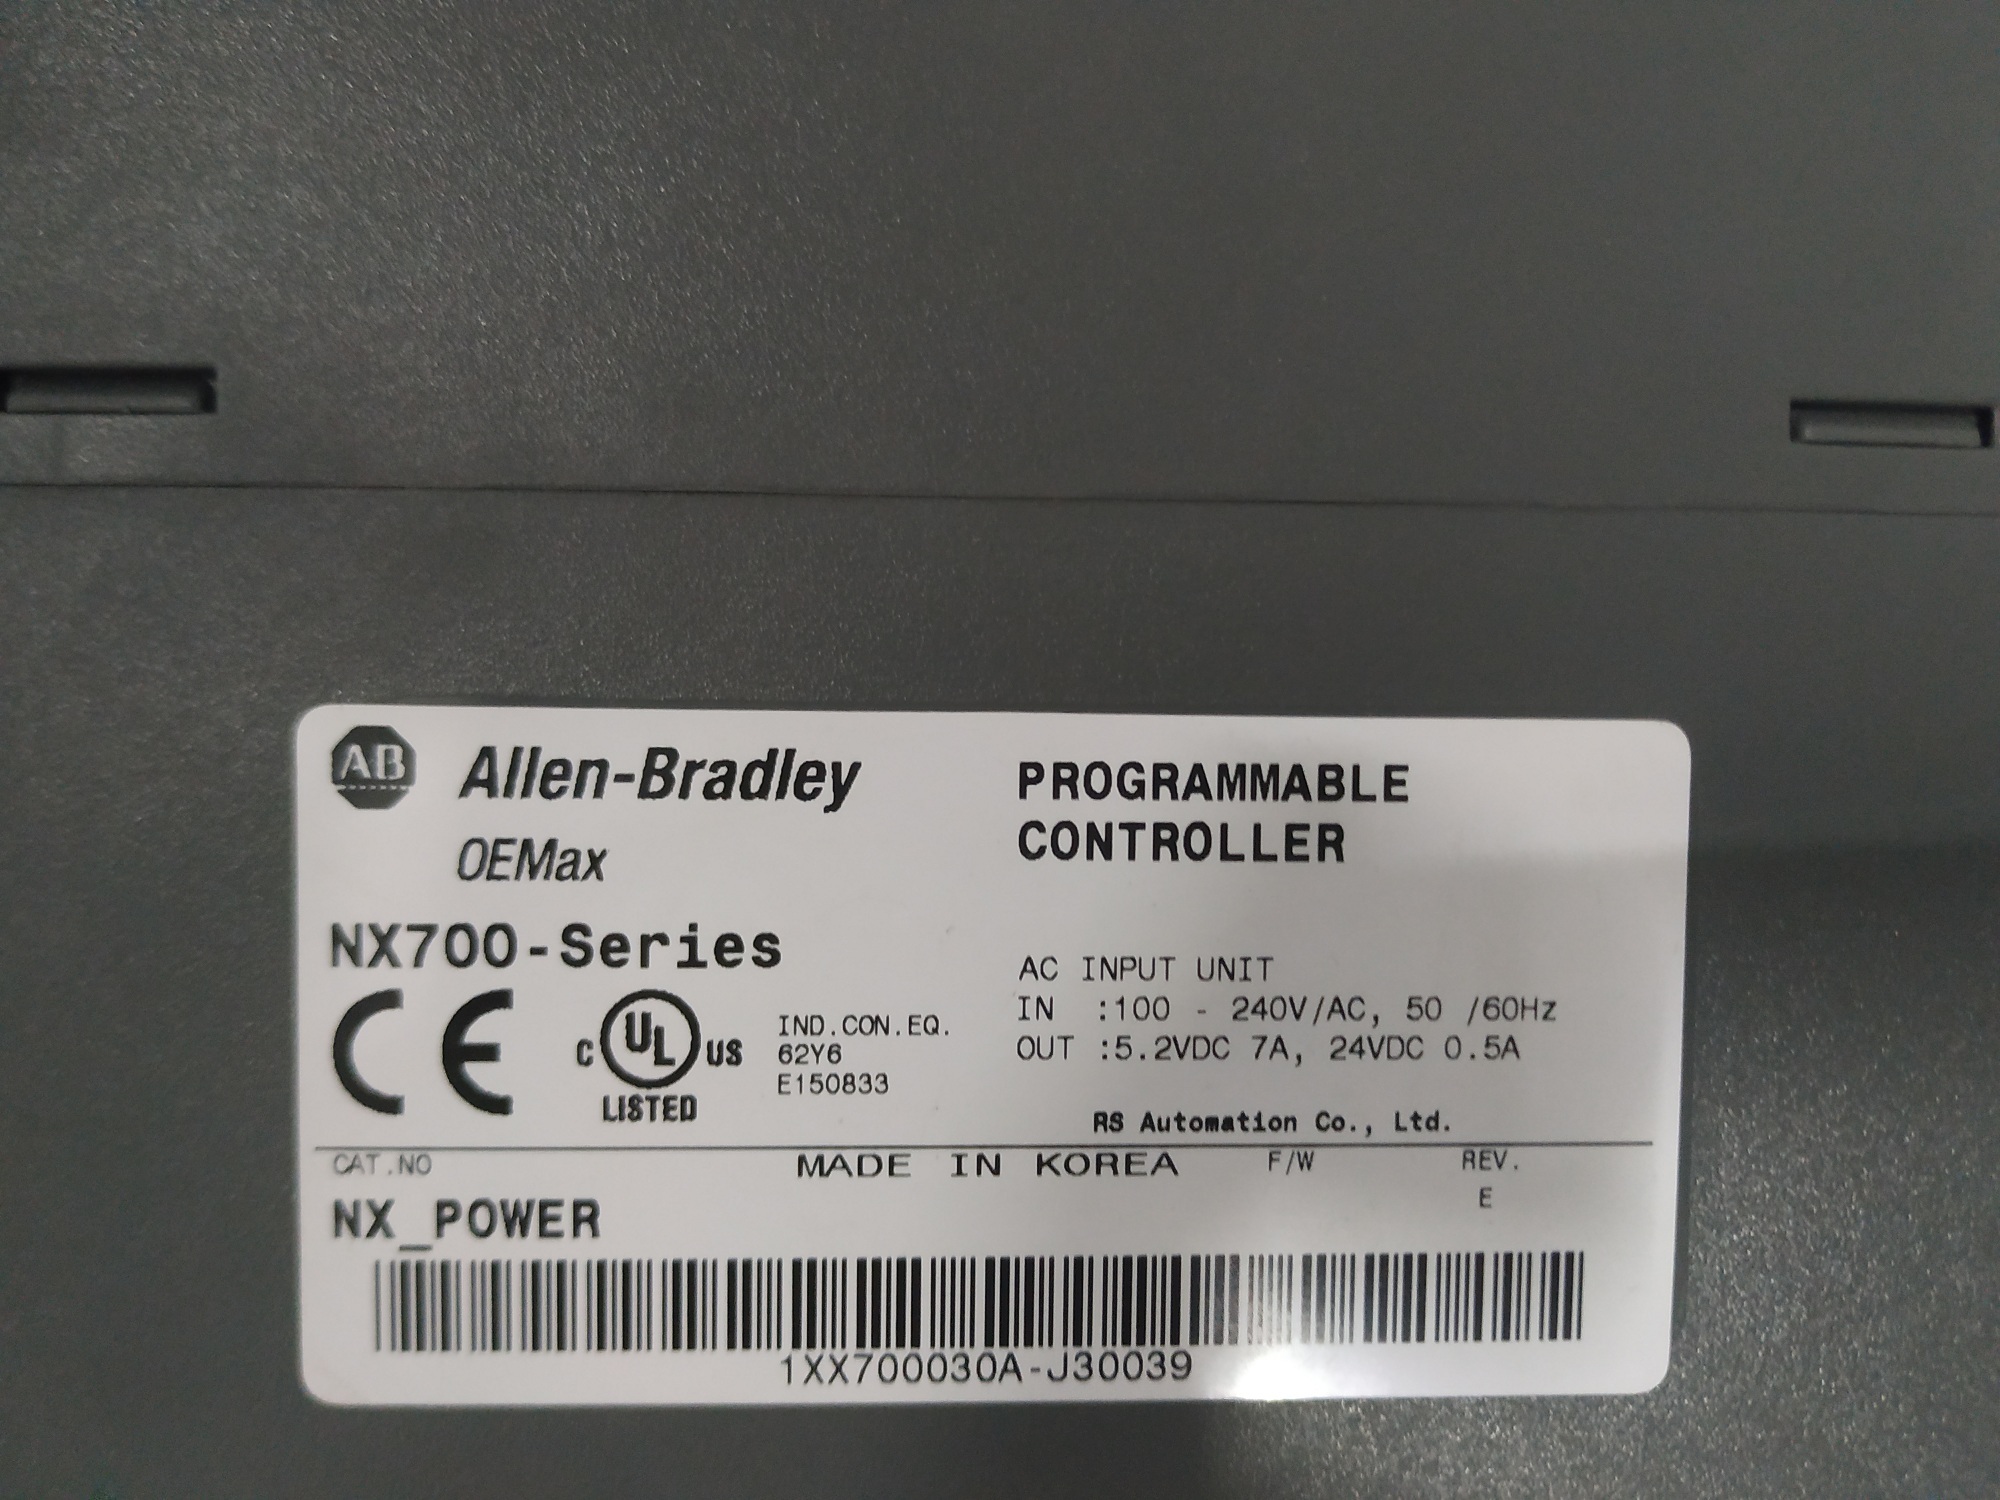 AB Allen-Bradley
OEMax
PROGRAMMABLE
CONTROLLER
NX700-Series
CE
C UL US
LISTED
IND.CON.EQ.
62Y6
E150833
AC INPUT UNIT
IN :100 - 240V/AC, 50 /60Hz
OUT :5.2VDC 7A, 24VDC 0.5A
RS Automation Co., Ltd.
CAT.NO MADE IN KOREA F/W REV.
NX_POWER E
1XX700030A-J30039